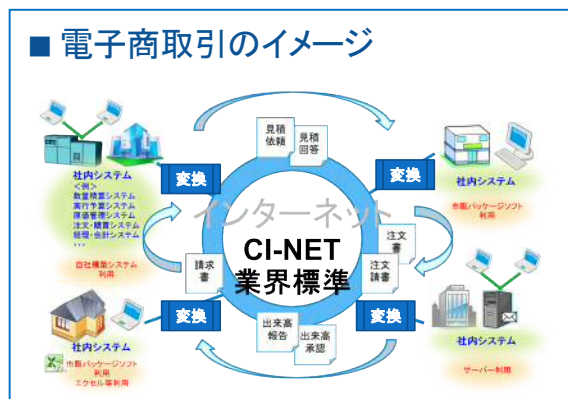 ■ 電子商取引のイメージ
見積
依頼
見積
回答
社内システム
<例>
数量積算システム
実行予算システム
原価管理システム
注文・購買システム
経理・会計システム
・・・
自社構築システム
利用
変換
変換
社内システム
市販パッケージソフト
利用
インターネット
CI-NET
業界標準
注文
書
注文
請書
請求
書
変換
変換
出来高
報告
出来高
承認
社内システム
市販パッケージソフト
利用
エクセル等利用
社内システム
サーバー利用